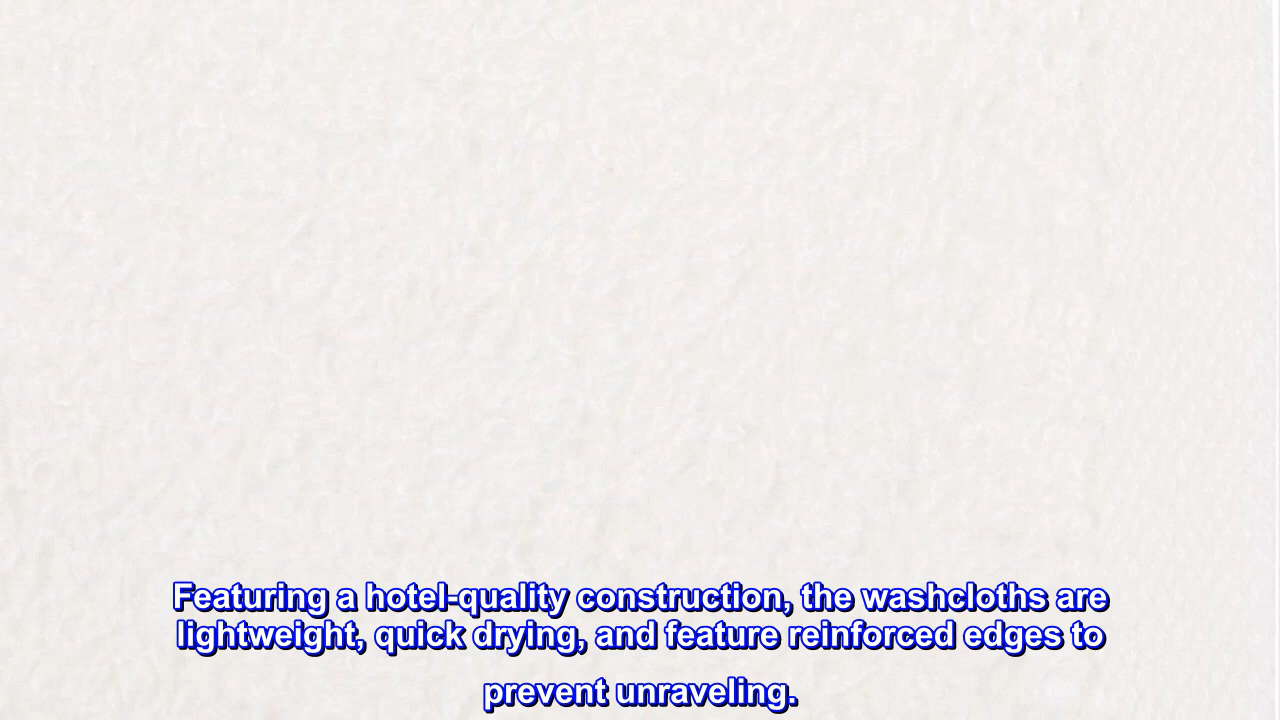 Featuring a hotel-quality construction, the washcloths are
lightweight, quick drying, and feature reinforced edges to
prevent unraveling.